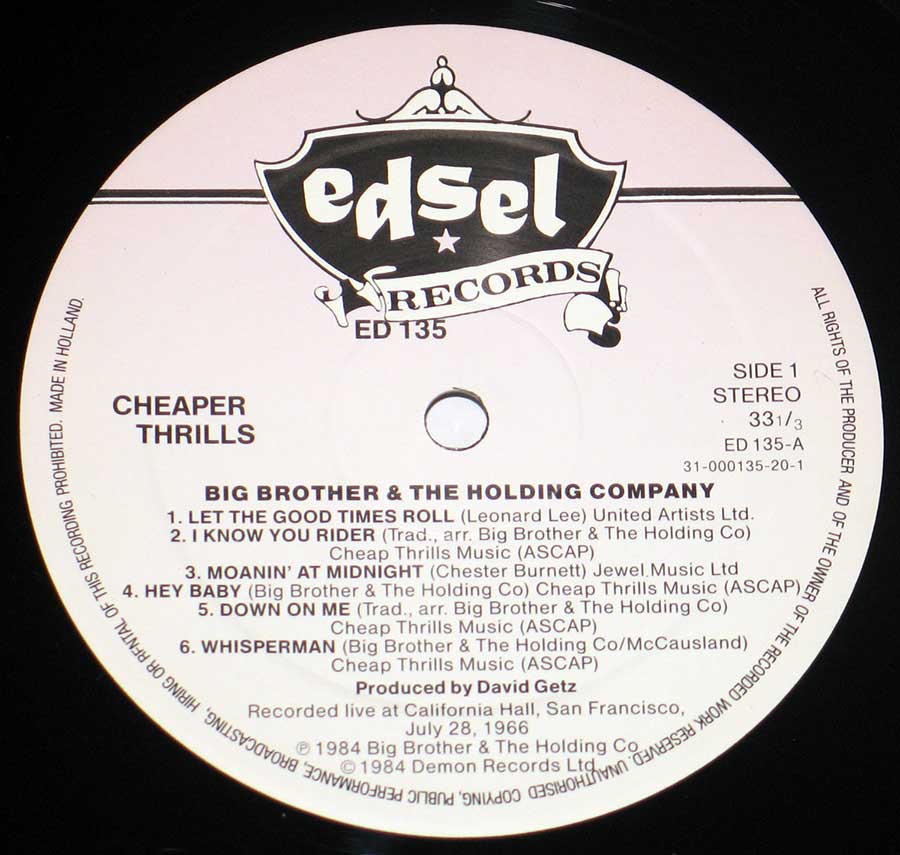 edsel
RECORDS
ED 135
CHEAPER
THRILLS
SIDE 1
STEREO
33 1/3
ED 135-A
31-000135-20-1
BIG BROTHER & THE HOLDING COMPANY
1. LET THE GOOD TIMES ROLL (Leonard Lee) United Artists Ltd.
2. I KNOW YOU RIDER (Trad., arr. Big Brother & The Holding Co)
Cheap Thrills Music (ASCAP)
3. MOANIN' AT MIDNIGHT (Chester Burnett) Jewel Music Ltd
4. HEY BABY (Big Brother & The Holding Co) Cheap Thrills Music (ASCAP)
5. DOWN ON ME (Trad., arr. Big Brother & The Holding Co)
Cheap Thrills Music (ASCAP)
6. WHISPERMAN (Big Brother & The Holding Co/McCausland)
Cheap Thrills Music (ASCAP)
Produced by David Getz
Recorded live at California Hall, San Francisco,
July 28, 1966
℗ 1984 Big Brother & The Holding Co
© 1984 Demon Records Ltd.
ALL RIGHTS OF THE PRODUCER AND OF THE OWNER OF THE RECORDED WORK RESERVED. UNAUTHORISED COPYING, PUBLIC PERFORMANCE, BROADCASTING, HIRING OR RENTAL OF THIS RECORDING PROHIBITED. MADE IN HOLLAND.